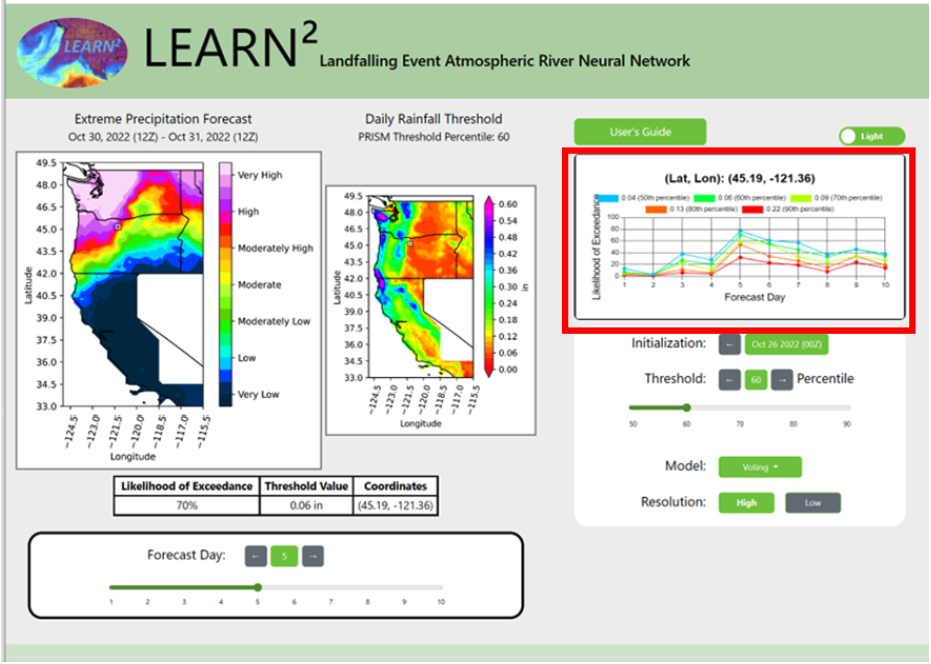 LEARN²
LEARN² Landfalling Event Atmospheric River Neural Network
Extreme Precipitation Forecast
Oct 30, 2022 (12Z) - Oct 31, 2022 (12Z)
49.5
48.0
46.5
45.0
43.5
42.0
40.5
39.0
37.5
36.0
34.5
33.0
Latitude
−124.5
−123.0
−121.5
−120.0
−118.5
−117.0
−115.5
Longitude
Very High
High
Moderately High
Moderate
Moderately Low
Low
Very Low
Daily Rainfall Threshold
PRISM Threshold Percentile: 60
49.5
48.0
46.5
45.0
43.5
42.0
40.5
39.0
37.5
36.0
34.5
33.0
Latitude
−124.5
−123.0
−121.5
−120.0
−118.5
−117.0
−115.5
Longitude
0.60
0.54
0.48
0.42
0.36
0.30
0.24
0.18
0.12
0.06
0.00
in
Likelihood of Exceedance Threshold Value Coordinates
70% 0.06 in (45.19, -121.36)
Forecast Day: ← 5 →
1 2 3 4 5 6 7 8 9 10
User's Guide
Light
(Lat, Lon): (45.19, -121.36)
0.04 (50th percentile) 0.06 (60th percentile) 0.09 (70th percentile)
0.13 (80th percentile) 0.22 (90th percentile)
Likelihood of Exceedance
100
80
60
40
20
0
1 2 3 4 5 6 7 8 9 10
Forecast Day
Initialization: ← Oct 26 2022 (00Z)
Threshold: ← 60 → Percentile
50 60 70 80 90
Model: Voting
Resolution: High Low